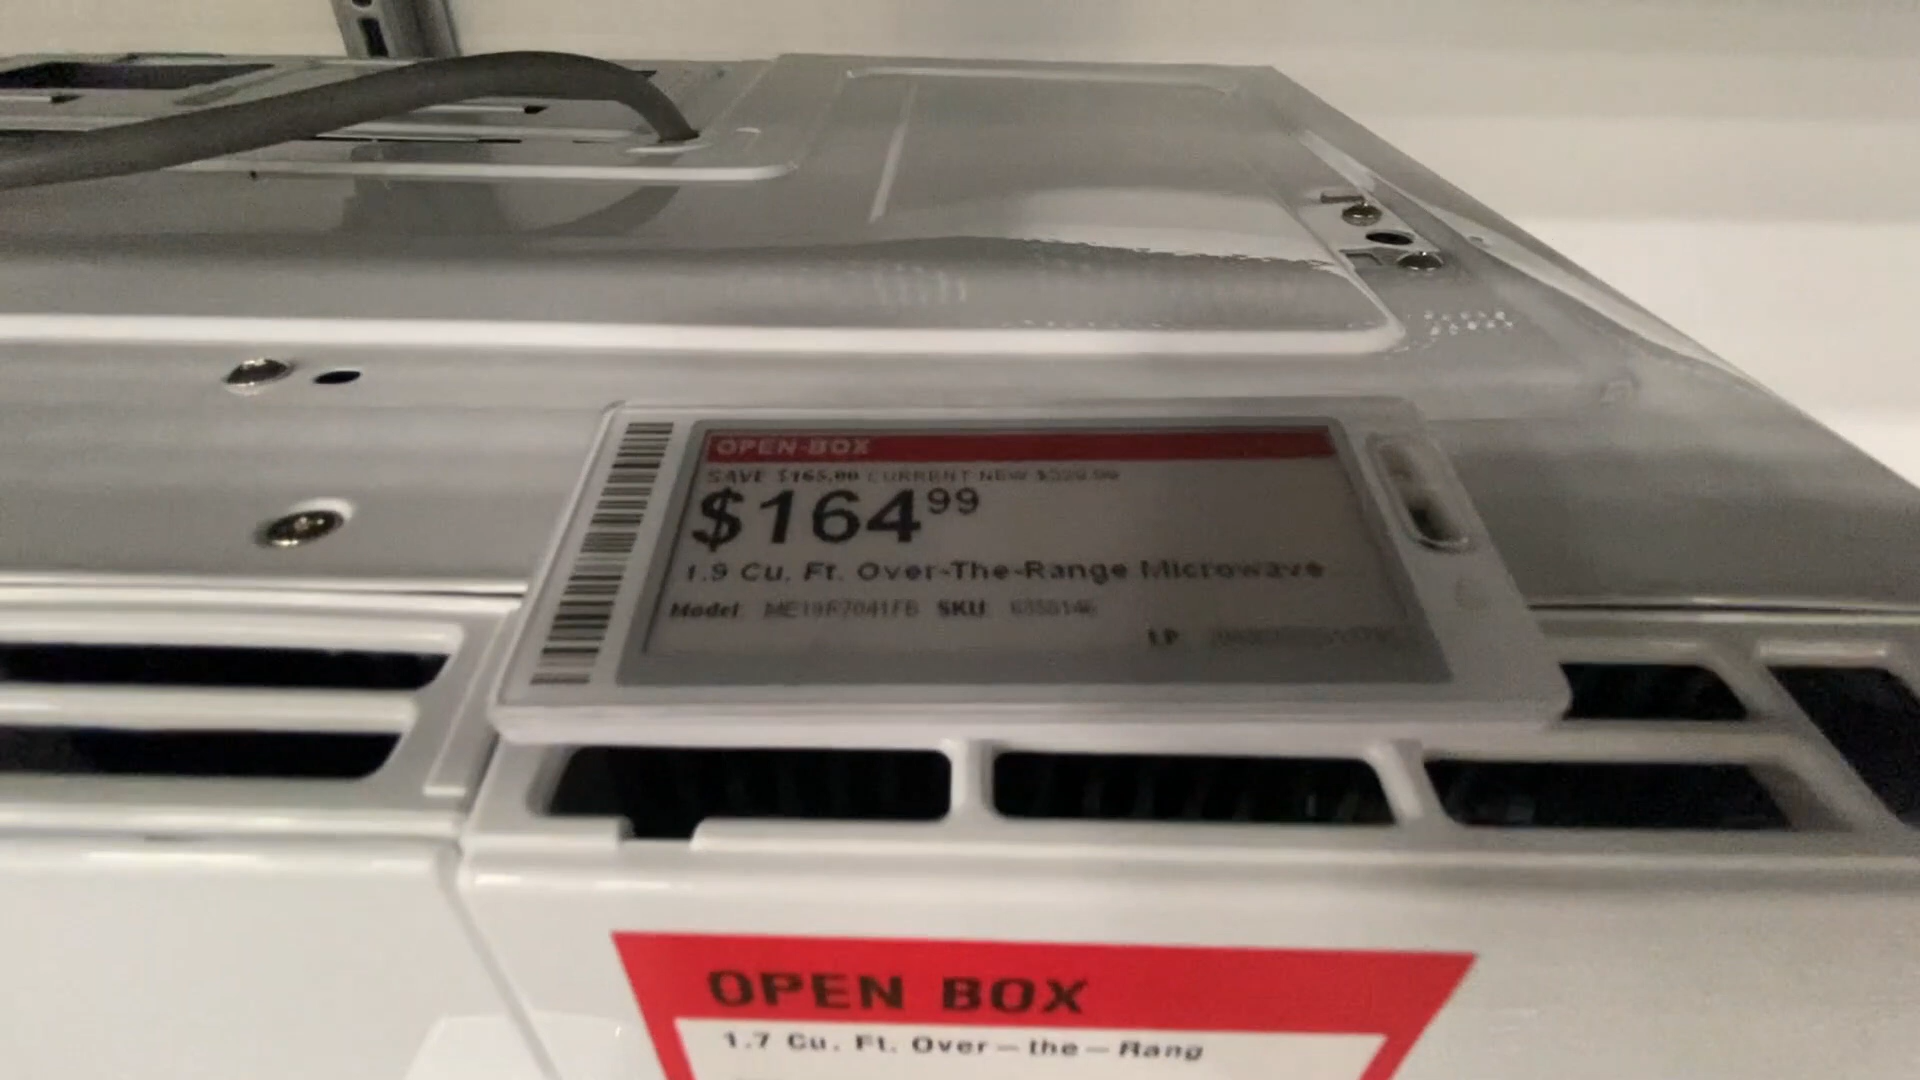 OPEN-BOX
SAVE $165.00 CURRENT NEW
$164 99
1.9 Cu. Ft. Over-The-Range Microwave
Model: SKU:
LP
OPEN BOX
1.7 Cu. Ft. Over-the-Rang